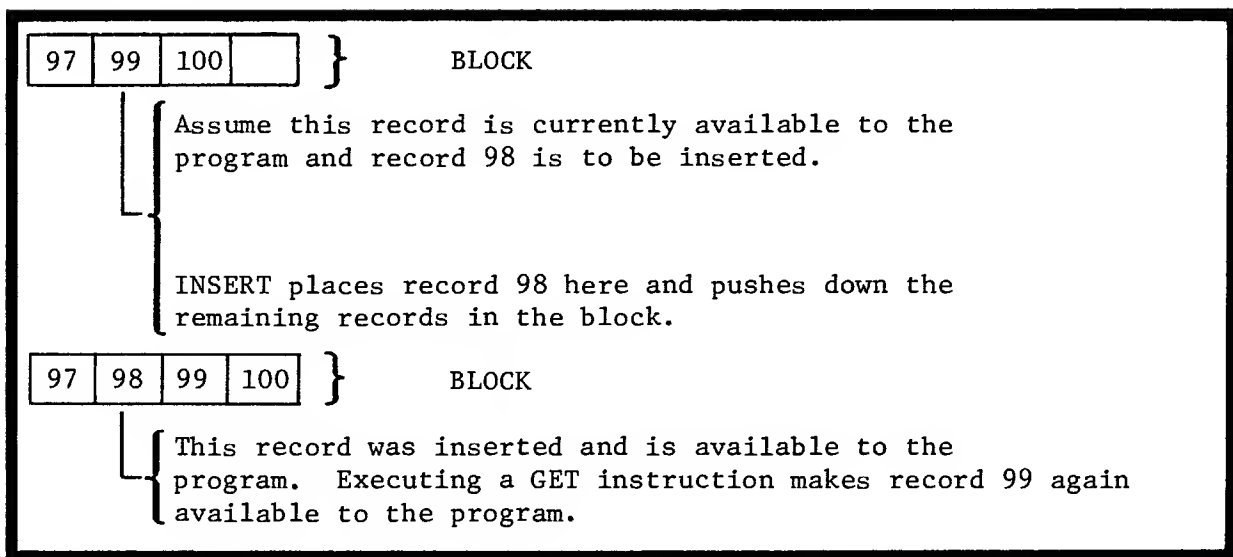 97 99 100 BLOCK
Assume this record is currently available to the
program and record 98 is to be inserted.
INSERT places record 98 here and pushes down the
remaining records in the block.
97 98 99 100 BLOCK
This record was inserted and is available to the
program. Executing a GET instruction makes record 99 again
available to the program.